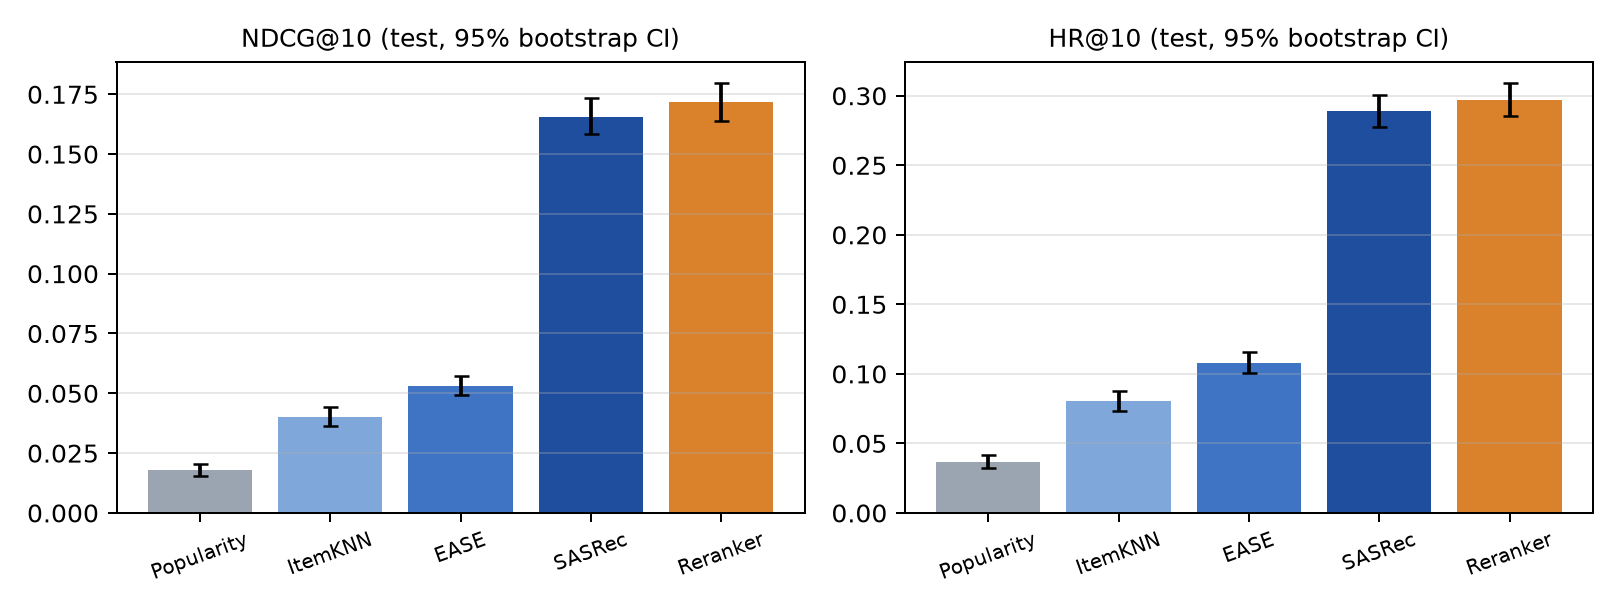 NDCG@10 (test, 95% bootstrap CI)
0.175
0.150
0.125
0.100
0.075
0.050
0.025
0.000
Popularity
ItemKNN
EASE
SASRec
Reranker
HR@10 (test, 95% bootstrap CI)
0.30
0.25
0.20
0.15
0.10
0.05
0.00
Popularity
ItemKNN
EASE
SASRec
Reranker